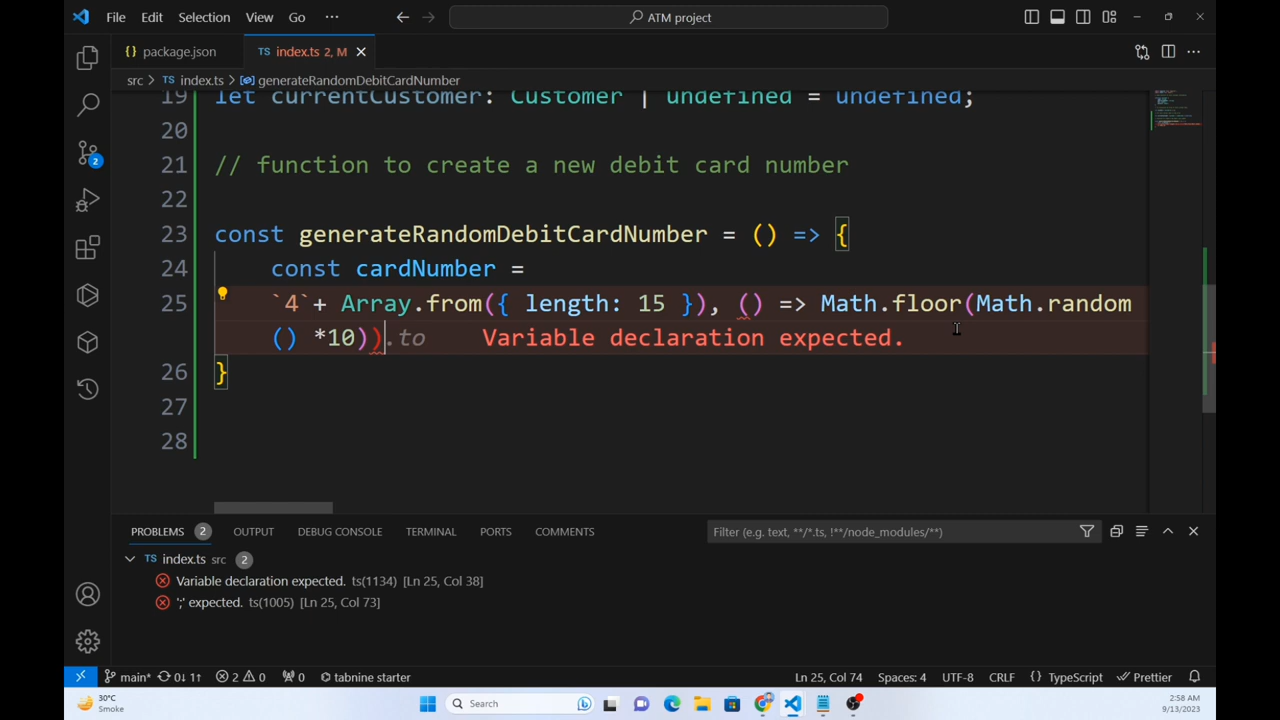 File Edit Selection View Go ··· ATM project
package.json TS index.ts 2, M
src > TS index.ts > generateRandomDebitCardNumber
19 let currentCustomer: Customer | undefined = undefined;
20
21 // function to create a new debit card number
22
23 const generateRandomDebitCardNumber = () => {
24 const cardNumber =
25 `4`+ Array.from({ length: 15 }), () => Math.floor(Math.random
() *10)).to Variable declaration expected.
26 }
27
28
PROBLEMS 2 OUTPUT DEBUG CONSOLE TERMINAL PORTS COMMENTS Filter (e.g. text, **/*.ts, !**/node_modules/**)
TS index.ts src 2
Variable declaration expected. ts(1134) [Ln 25, Col 38]
';' expected. ts(1005) [Ln 25, Col 73]
2
main* 0↓ 1↑ 2 0 0 tabnine starter Ln 25, Col 74 Spaces: 4 UTF-8 CRLF { } TypeScript Prettier
30°C
Smoke
Search
2:58 AM
9/13/2023